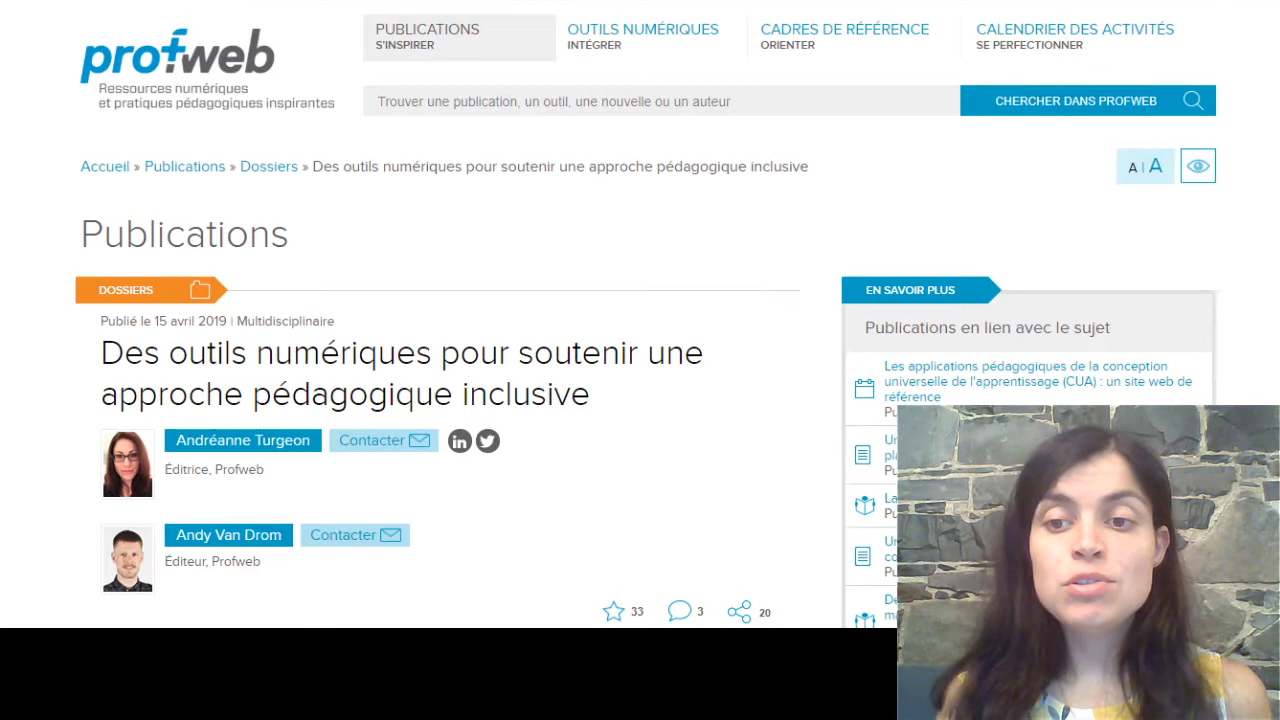 profweb
Ressources numériques
et pratiques pédagogiques inspirantes
PUBLICATIONS
S'INSPIRER
OUTILS NUMÉRIQUES
INTÉGRER
CADRES DE RÉFÉRENCE
ORIENTER
CALENDRIER DES ACTIVITÉS
SE PERFECTIONNER
Trouver une publication, un outil, une nouvelle ou un auteur
CHERCHER DANS PROFWEB
Accueil » Publications » Dossiers » Des outils numériques pour soutenir une approche pédagogique inclusive
A | A
Publications
DOSSIERS
Publié le 15 avril 2019 | Multidisciplinaire
Des outils numériques pour soutenir une
approche pédagogique inclusive
Andréanne Turgeon
Contacter
in
Éditrice, Profweb
Andy Van Drom
Contacter
Éditeur, Profweb
33
3
20
EN SAVOIR PLUS
Publications en lien avec le sujet
Les applications pédagogiques de la conception
universelle de l'apprentissage (CUA) : un site web de
référence